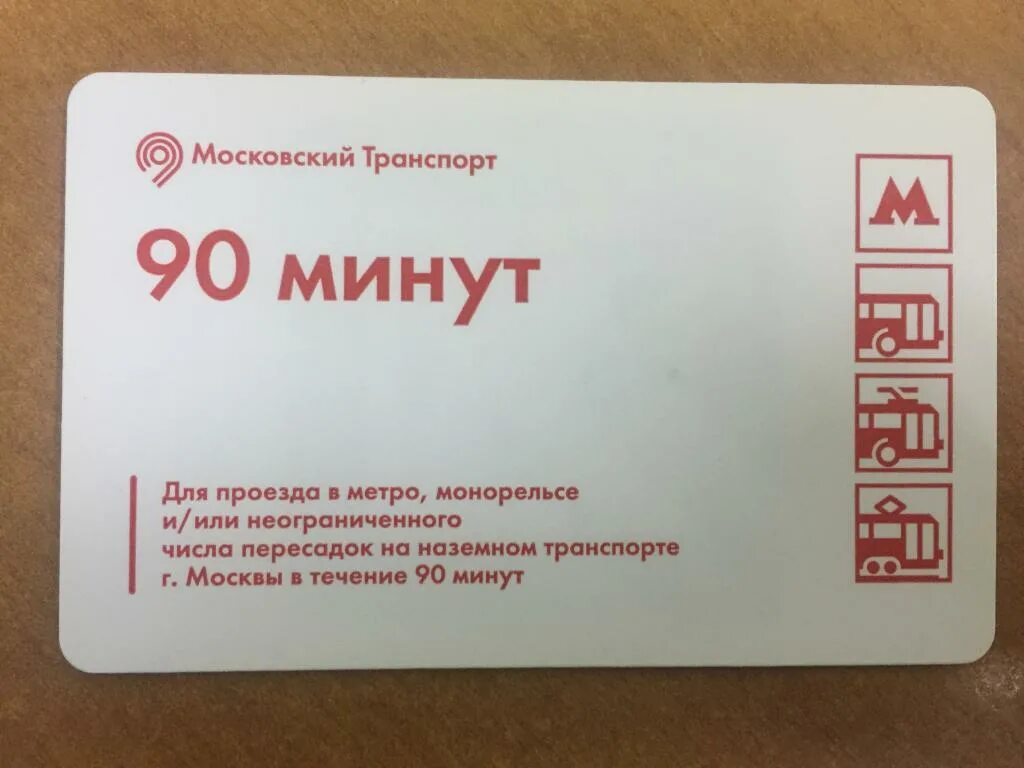 Московский Транспорт
90 минут
Для проезда в метро, монорельсе
и/или неограниченного
числа пересадок на наземном транспорте
г. Москвы в течение 90 минут
М